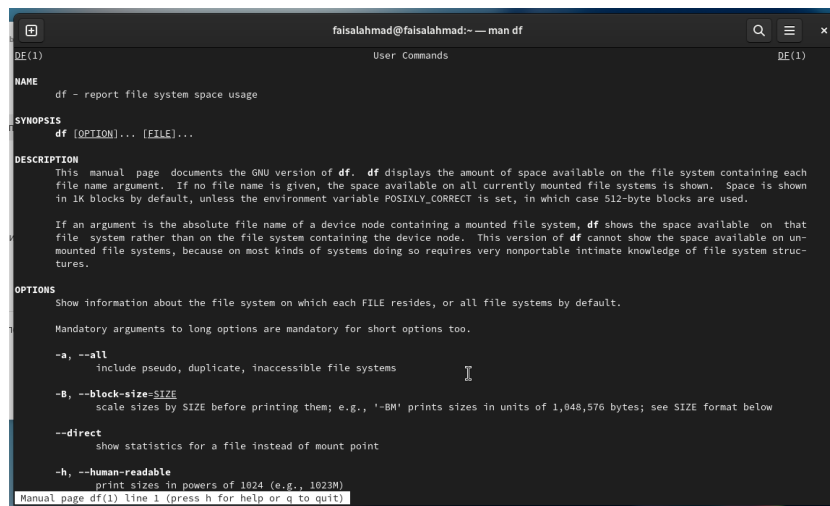 faisalahmad@faisalahmad:~ — man df
DF(1) User Commands DF(1)
NAME
df - report file system space usage
SYNOPSIS
df [OPTION]... [FILE]...
DESCRIPTION
This manual page documents the GNU version of df. df displays the amount of space available on the file system containing each
file name argument. If no file name is given, the space available on all currently mounted file systems is shown. Space is shown
in 1K blocks by default, unless the environment variable POSIXLY_CORRECT is set, in which case 512-byte blocks are used.
If an argument is the absolute file name of a device node containing a mounted file system, df shows the space available on that
file system rather than on the file system containing the device node. This version of df cannot show the space available on un-
mounted file systems, because on most kinds of systems doing so requires very nonportable intimate knowledge of file system struc-
tures.
OPTIONS
Show information about the file system on which each FILE resides, or all file systems by default.
Mandatory arguments to long options are mandatory for short options too.
-a, --all
include pseudo, duplicate, inaccessible file systems
-B, --block-size=SIZE
scale sizes by SIZE before printing them; e.g., '-BM' prints sizes in units of 1,048,576 bytes; see SIZE format below
--direct
show statistics for a file instead of mount point
-h, --human-readable
print sizes in powers of 1024 (e.g., 1023M)
Manual page df(1) line 1 (press h for help or q to quit)